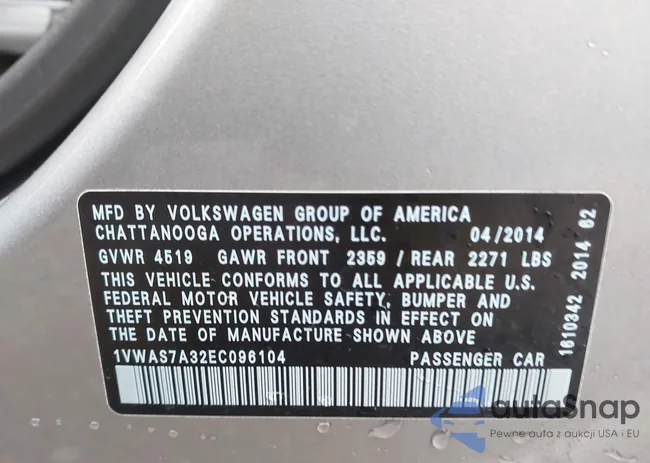 MFD BY VOLKSWAGEN GROUP OF AMERICA
CHATTANOOGA OPERATIONS, LLC. 04/2014
GVWR 4519 GAWR FRONT 2359 / REAR 2271 LBS
THIS VEHICLE CONFORMS TO ALL APPLICABLE U.S.
FEDERAL MOTOR VEHICLE SAFETY, BUMPER AND
THEFT PREVENTION STANDARDS IN EFFECT ON
THE DATE OF MANUFACTURE SHOWN ABOVE
1VWAS7A32EC096104 PASSENGER CAR
1610342 2014 62
autoSnap
Pewne auta z aukcji USA i EU